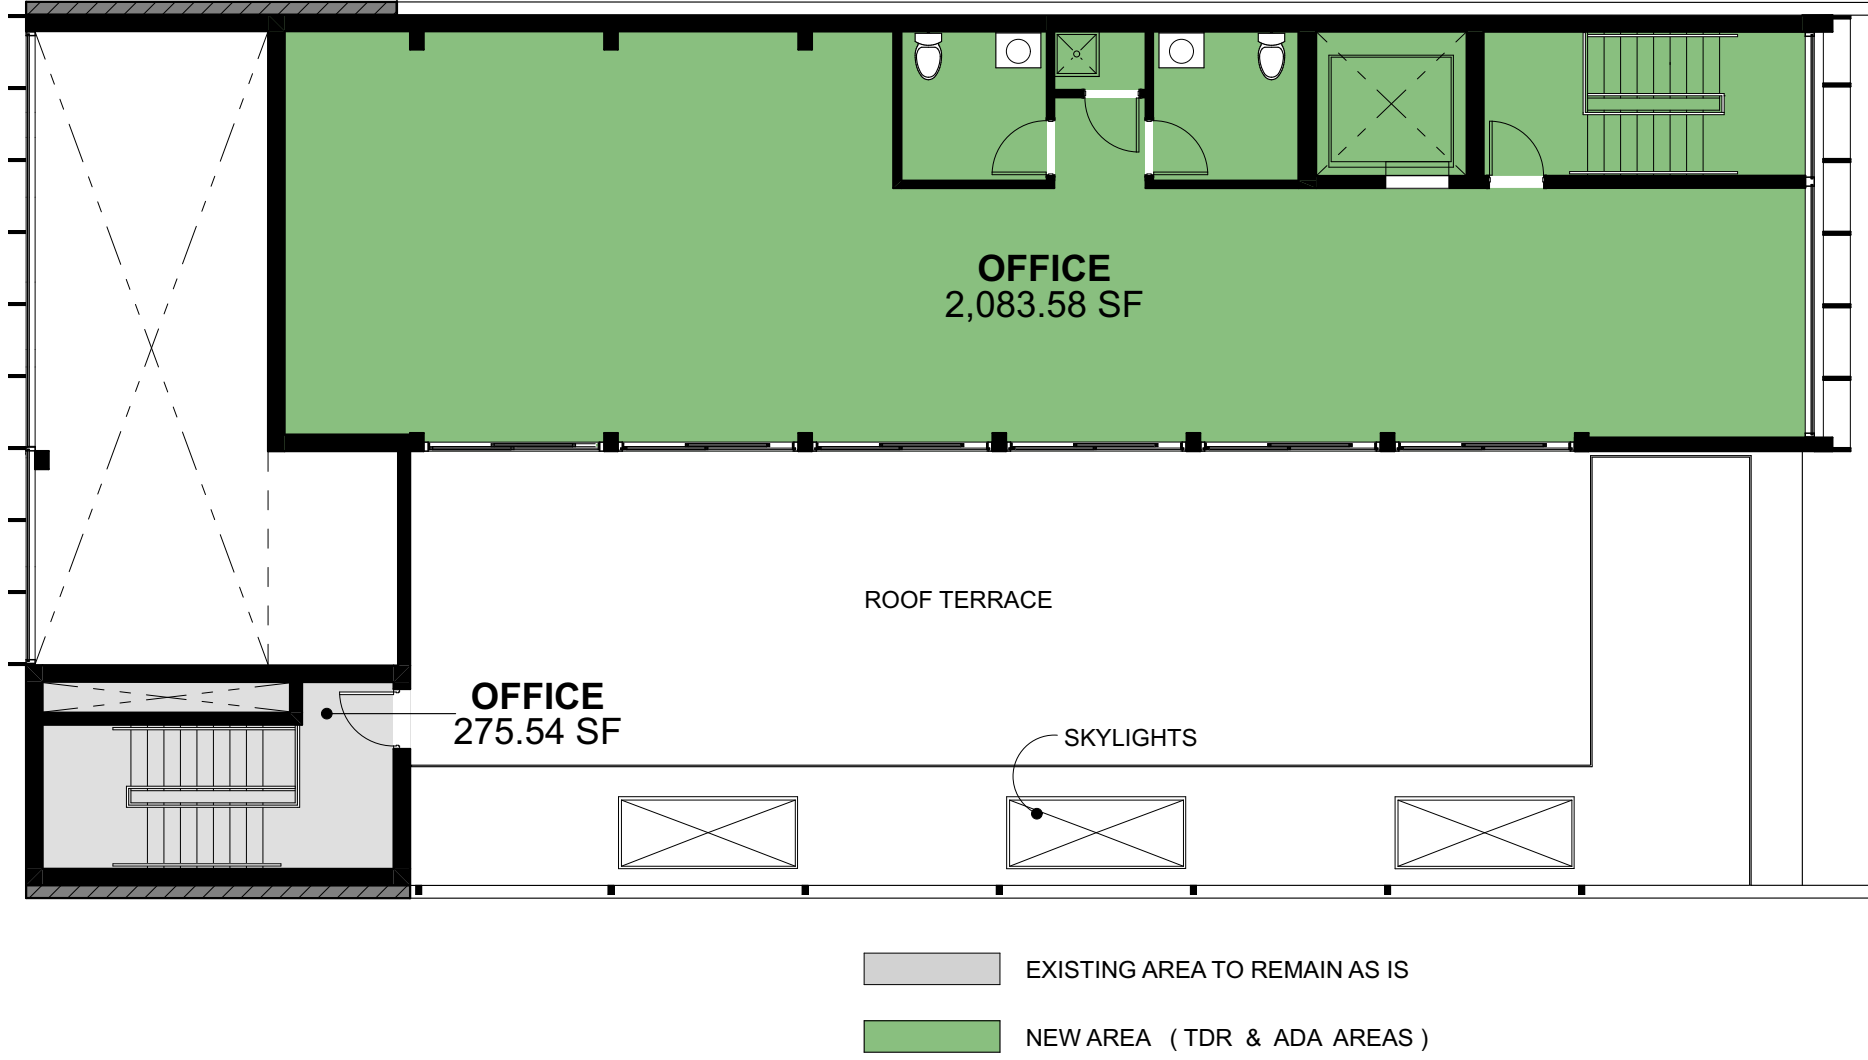 OFFICE
2,083.58 SF
ROOF TERRACE
OFFICE
275.54 SF
SKYLIGHTS
EXISTING AREA TO REMAIN AS IS
NEW AREA ( TDR & ADA AREAS )